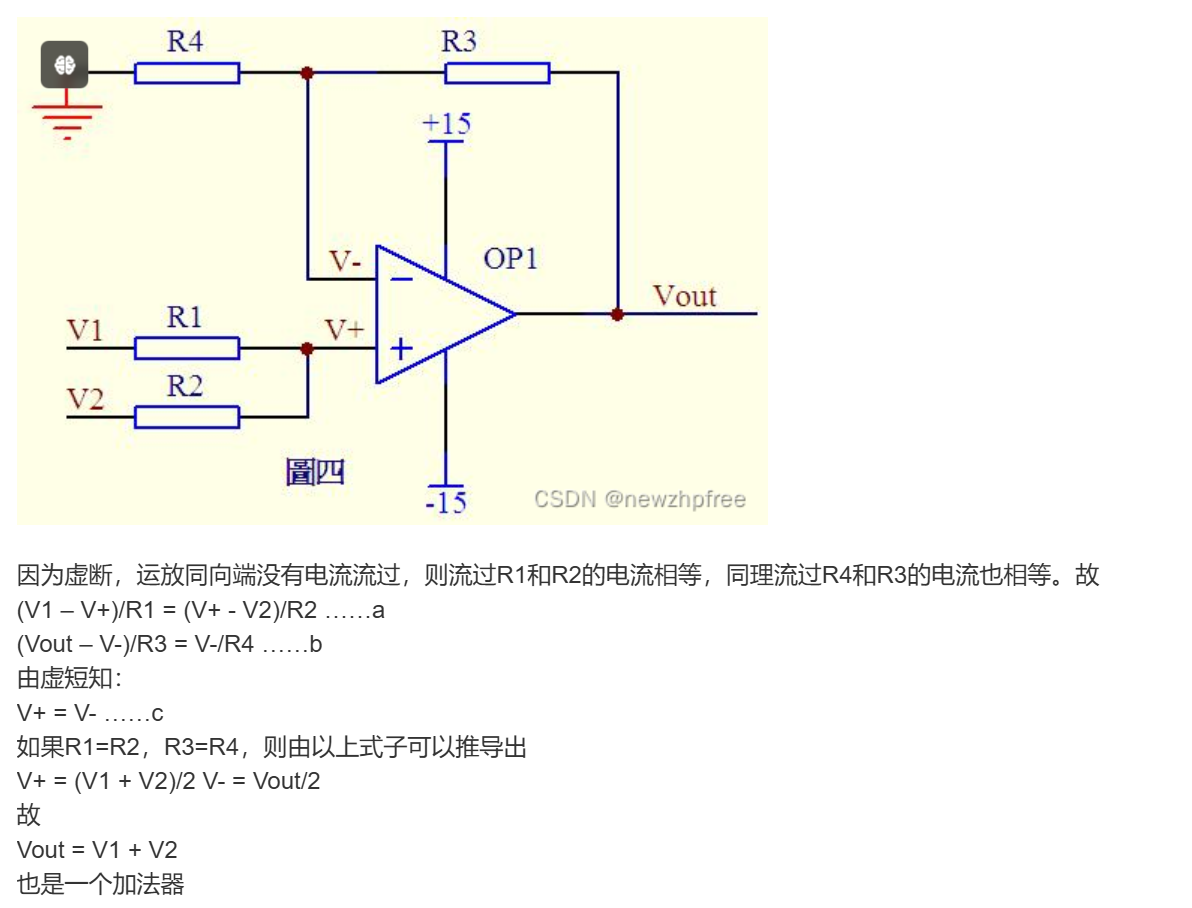 R4
R3
+15
V-
OP1
Vout
V1
R1
V+
V2
R2
圖四
-15
CSDN @newzhpfree
因为虚断，运放同向端没有电流流过，则流过R1和R2的电流相等，同理流过R4和R3的电流也相等。故
(V1 – V+)/R1 = (V+ - V2)/R2 ……a
(Vout – V-)/R3 = V-/R4 ……b
由虚短知：
V+ = V- ……c
如果R1=R2，R3=R4，则由以上式子可以推导出
V+ = (V1 + V2)/2 V- = Vout/2
故
Vout = V1 + V2
也是一个加法器